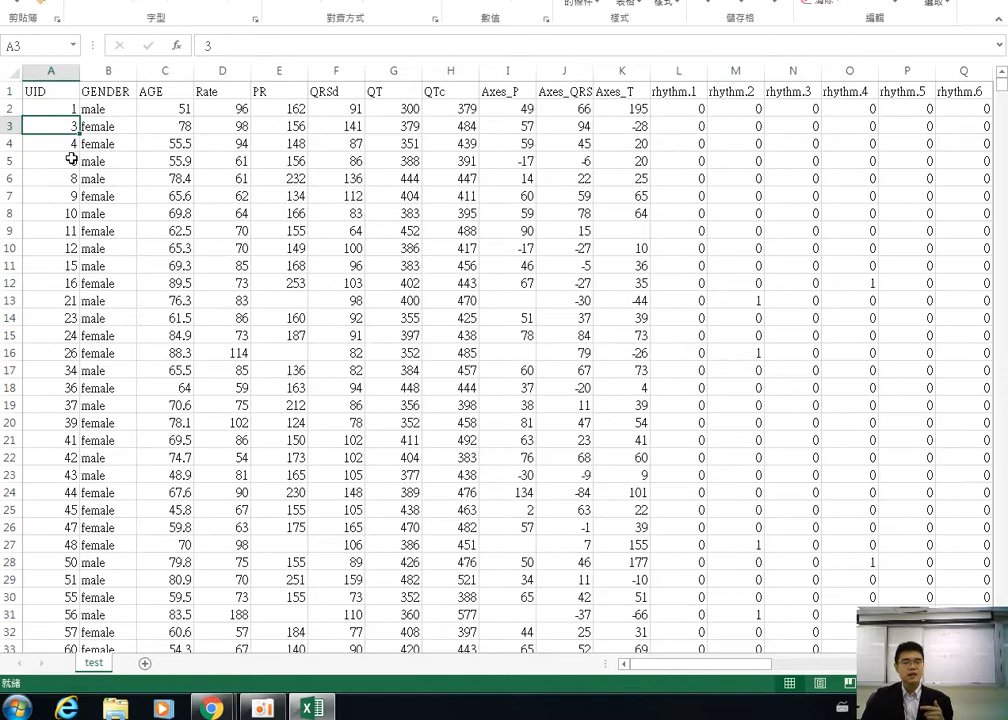 剪貼簿 字型 對齊方式 數值 樣式 儲存格 編輯
A3 fx 3
A B C D E F G H I J K L M N O P Q
1 UID GENDER AGE Rate PR QRSd QT QTc Axes_P Axes_QRS Axes_T rhythm.1 rhythm.2 rhythm.3 rhythm.4 rhythm.5 rhythm.6
2 1 male 51 96 162 91 300 379 49 66 195 0 0 0 0 0 0
3 3 female 78 98 156 141 379 484 57 94 -28 0 0 0 0 0 0
4 4 female 55.5 94 148 87 351 439 59 45 20 0 0 0 0 0 0
5 male 55.9 61 156 86 388 391 -17 -6 20 0 0 0 0 0 0
6 8 male 78.4 61 232 136 444 447 14 22 25 0 0 0 0 0 0
7 9 female 65.6 62 134 112 404 411 60 59 65 0 0 0 0 0 0
8 10 male 69.8 64 166 83 383 395 59 78 64 0 0 0 0 0 0
9 11 female 62.5 70 155 64 452 488 90 15 0 0 0 0 0 0
10 12 male 65.3 70 149 100 386 417 -17 -27 10 0 0 0 0 0 0
11 15 male 69.3 85 168 96 383 456 46 -5 36 0 0 0 0 0 0
12 16 female 89.5 73 253 103 402 443 67 -27 35 0 0 0 1 0 0
13 21 male 76.3 83 98 400 470 -30 -44 0 1 0 0 0 0
14 23 male 61.5 86 160 92 355 425 51 37 39 0 0 0 0 0 0
15 24 female 84.9 73 187 91 397 438 78 84 73 0 0 0 0 0 0
16 26 female 88.3 114 82 352 485 79 -26 0 1 0 0 0 0
17 34 male 65.5 85 136 82 384 457 60 67 73 0 0 0 0 0 0
18 36 female 64 59 163 94 448 444 37 -20 4 0 0 0 0 0 0
19 37 male 70.6 75 212 86 356 398 38 11 39 0 0 0 0 0 0
20 39 female 78.1 102 124 78 352 458 81 47 54 0 0 0 0 0 0
21 41 female 69.5 86 150 102 411 492 63 23 41 0 0 0 0 0 0
22 42 male 74.7 54 173 102 404 383 76 68 60 0 0 0 0 0 0
23 43 male 48.9 81 165 105 377 438 -30 -9 9 0 0 0 0 0 0
24 44 female 67.6 90 230 148 389 476 134 -84 101 0 0 0 0 0 0
25 45 female 45.8 67 155 105 438 463 2 63 22 0 0 0 0 0 0
26 47 female 59.8 63 175 165 470 482 57 -1 39 0 0 0 0 0 0
27 48 female 70 98 106 386 451 7 155 0 1 0 0 0 0
28 50 male 79.8 75 155 89 426 476 50 46 177 0 0 0 1 0 0
29 51 male 80.9 70 251 159 482 521 34 11 -10 0 0 0 0 0 0
30 55 female 59.5 73 155 73 352 388 65 42 51 0 0 0 0 0 0
31 56 male 83.5 188 110 360 577 -37 -66 0 1 0 0
32 57 female 60.6 57 184 77 408 397 44 25 31 0 0 0
33 60 female 54.3 67 140 90 420 443 65 52 69 0 0 0
test
就緒